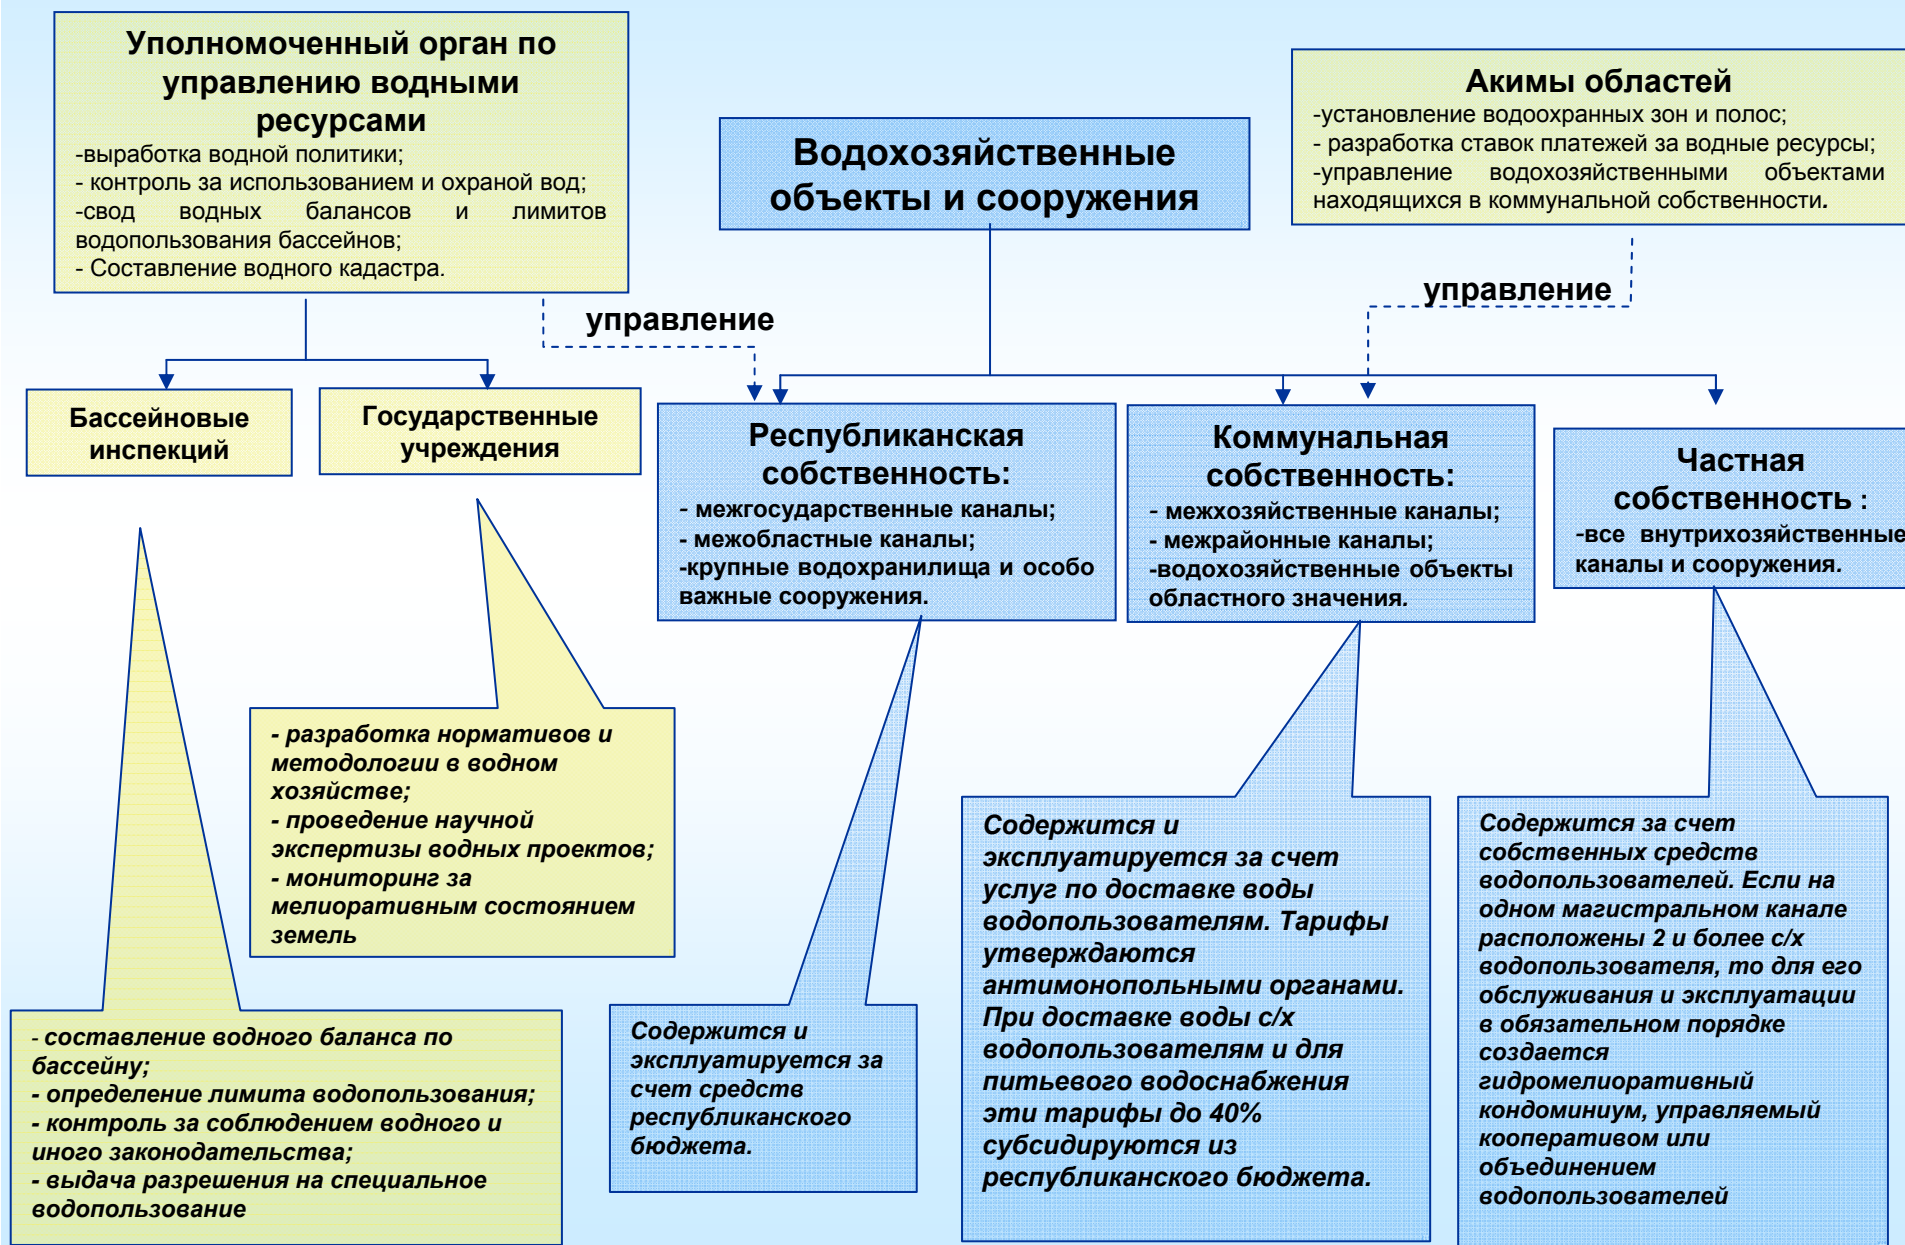 Уполномоченный орган по
управлению водными
ресурсами
-выработка водной политики;
- контроль за использованием и охраной вод;
-свод водных балансов и лимитов
водопользования бассейнов;
- Составление водного кадастра.
Водохозяйственные
объекты и сооружения
Акимы областей
-установление водоохранных зон и полос;
- разработка ставок платежей за водные ресурсы;
-управление водохозяйственными объектами
находящихся в коммунальной собственности.
управление
управление
Бассейновые
инспекций
Государственные
учреждения
Республиканская
собственность:
- межгосударственные каналы;
- межобластные каналы;
-крупные водохранилища и особо
важные сооружения.
Коммунальная
собственность:
- межхозяйственные каналы;
- межрайонные каналы;
-водохозяйственные объекты
областного значения.
Частная
собственность :
-все внутрихозяйственные
каналы и сооружения.
- разработка нормативов и
методологии в водном
хозяйстве;
- проведение научной
экспертизы водных проектов;
- мониторинг за
мелиоративным состоянием
земель
- составление водного баланса по
бассейну;
- определение лимита водопользования;
- контроль за соблюдением водного и
иного законодательства;
- выдача разрешения на специальное
водопользование
Содержится и
эксплуатируется за
счет средств
республиканского
бюджета.
Содержится и
эксплуатируется за счет
услуг по доставке воды
водопользователям. Тарифы
утверждаются
антимонопольными органами.
При доставке воды с/х
водопользователям и для
питьевого водоснабжения
эти тарифы до 40%
субсидируются из
республиканского бюджета.
Содержится за счет
собственных средств
водопользователей. Если на
одном магистральном канале
расположены 2 и более с/х
водопользователя, то для его
обслуживания и эксплуатации
в обязательном порядке
создается
гидромелиоративный
кондоминиум, управляемый
кооперативом или
объединением
водопользователей